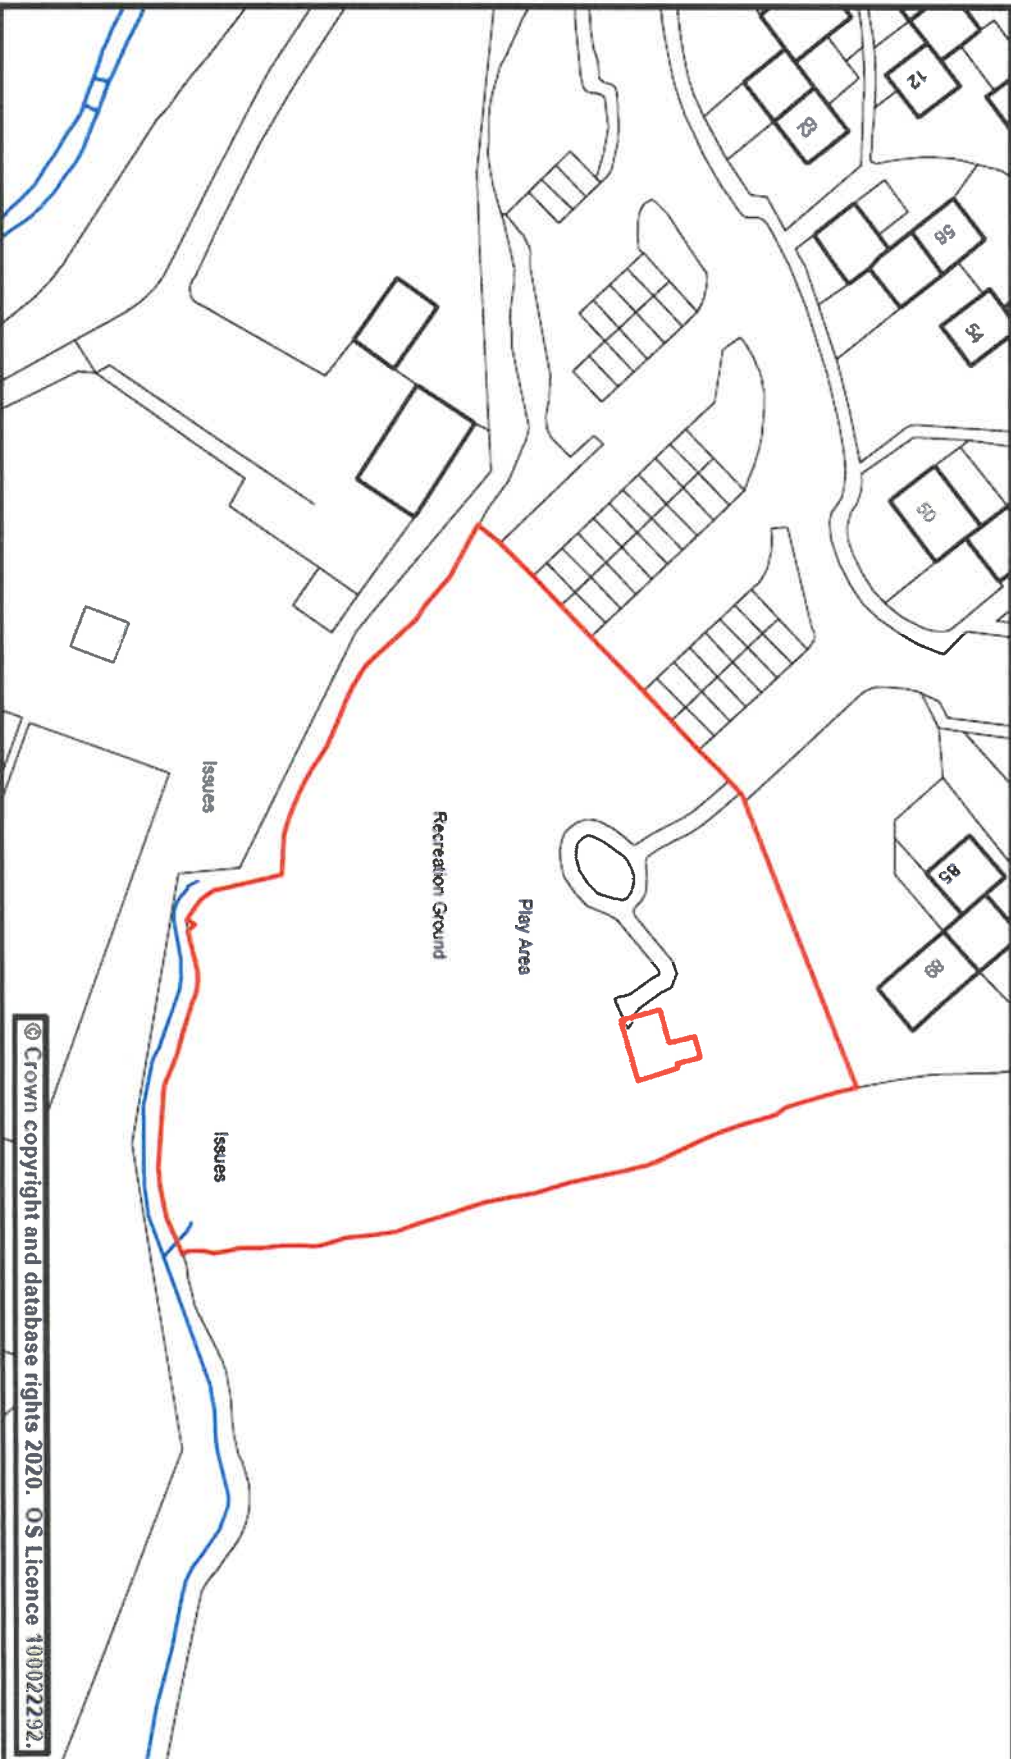 12
62
56
54
50
85
89
Play Area
Recreation Ground
Issues
Issues
© Crown copyright and database rights 2020. OS Licence 100022292.